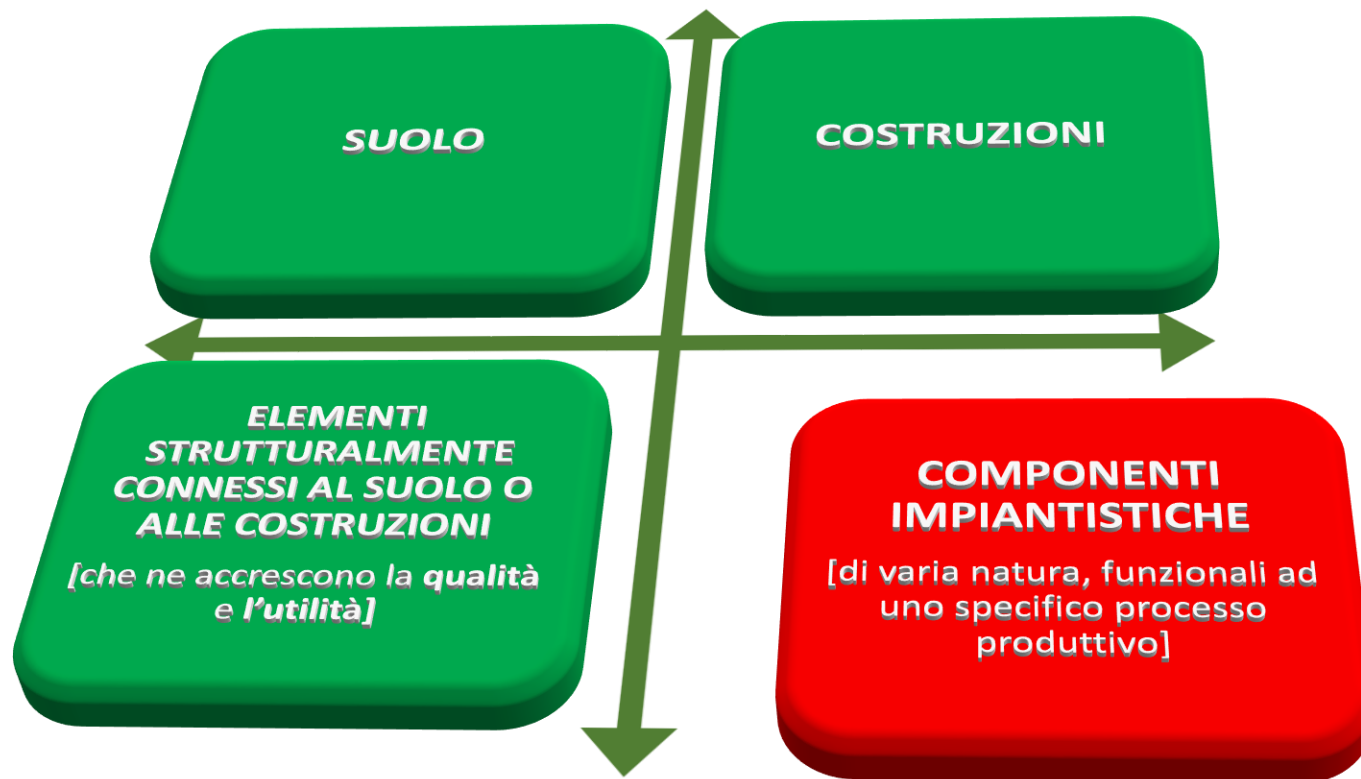 SUOLO
COSTRUZIONI
ELEMENTI
STRUTTURALMENTE
CONNESSI AL SUOLO O
ALLE COSTRUZIONI
[che ne accrescono la qualità
e l'utilità]
COMPONENTI
IMPIANTISTICHE
[di varia natura, funzionali ad
uno specifico processo
produttivo]